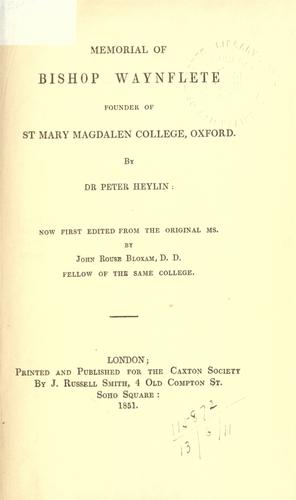 MEMORIAL OF
BISHOP WAYNFLETE
FOUNDER OF
ST MARY MAGDALEN COLLEGE, OXFORD.
By
DR PETER HEYLIN:
NOW FIRST EDITED FROM THE ORIGINAL MS.
BY
John Rouse Bloxam, D. D.
FELLOW OF THE SAME COLLEGE.
LONDON;
Printed and Published for the Caxton Society
By J. Russell Smith, 4 Old Compton St.
Soho Square:
1851.